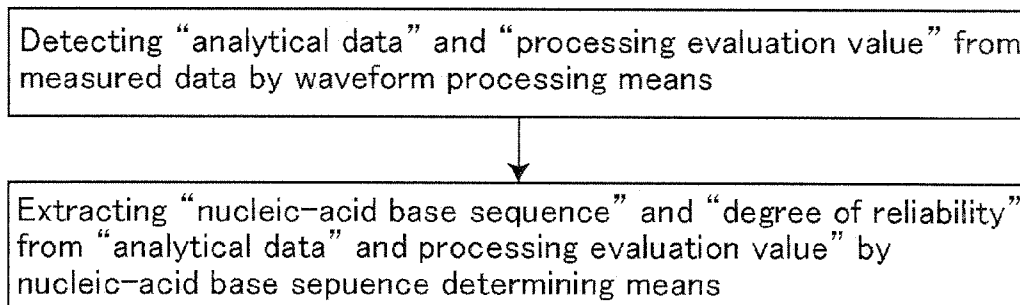 Detecting “analytical data” and “processing evaluation value” from
measured data by waveform processing means
Extracting “nucleic-acid base sequence” and “degree of reliability”
from “analytical data” and processing evaluation value” by
nucleic-acid base sepuence determining means